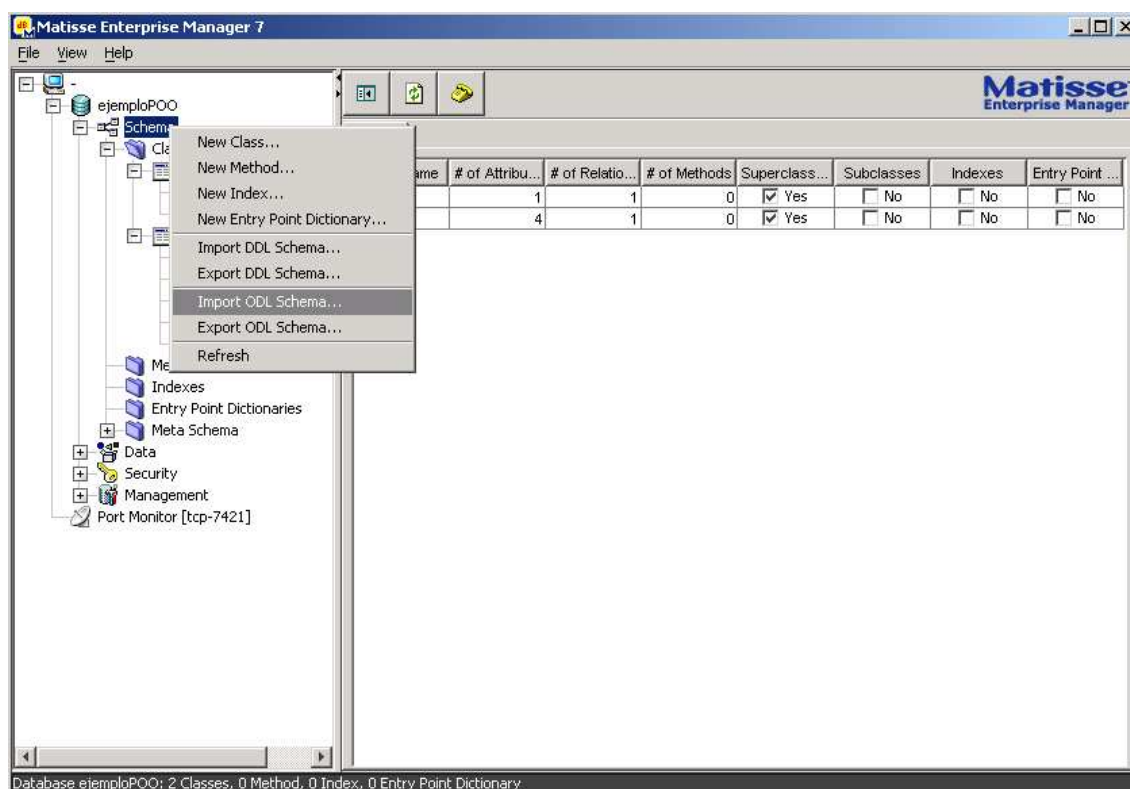 Matisse Enterprise Manager 7
File View Help
-
ejemploPOO
Matisse
Enterprise Manager
Schema
New Class...
New Method...
New Index...
New Entry Point Dictionary...
Import DDL Schema...
Export DDL Schema...
Import ODL Schema...
Export ODL Schema...
Refresh
# of Attribu... # of Relatio... # of Methods Superclass... Subclasses Indexes Entry Point ...
1 1 0 Yes No No No
4 1 0 Yes No No No
Indexes
Entry Point Dictionaries
Meta Schema
Data
Security
Management
Port Monitor [tcp-7421]
Database ejemploPOO: 2 Classes, 0 Method, 0 Index, 0 Entry Point Dictionary